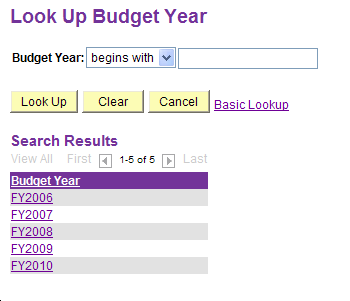 Look Up Budget Year
Budget Year: begins with
Look Up Clear Cancel Basic Lookup
Search Results
View All First 1-5 of 5 Last
Budget Year
FY2006
FY2007
FY2008
FY2009
FY2010